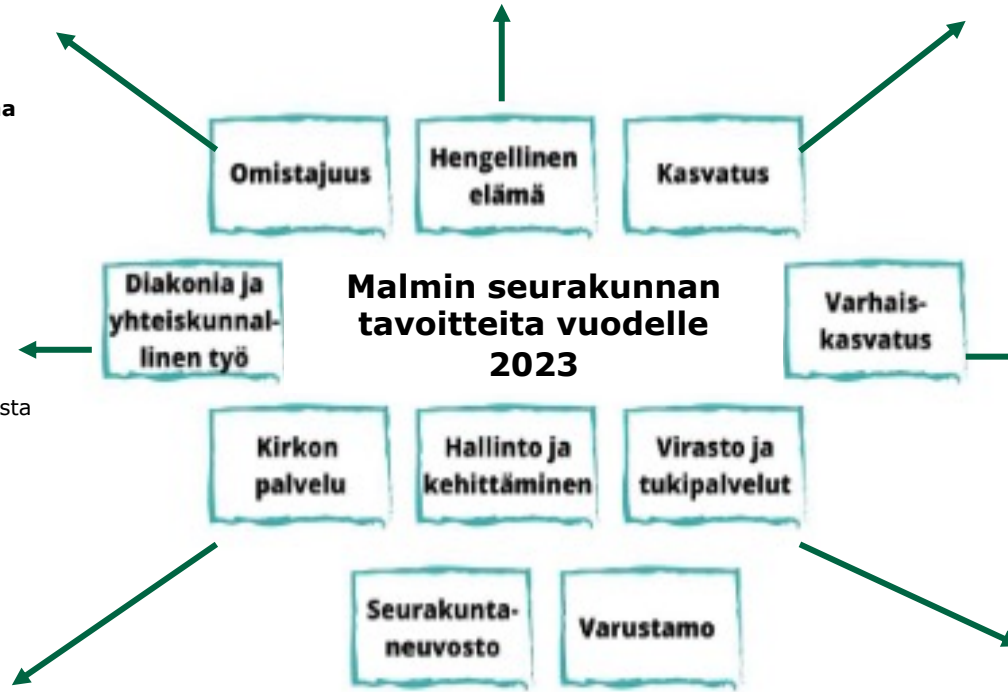 a
Omistajuus
Hengellinen
elämä
Kasvatus
Diakonia ja
yhteiskunnal-
linen työ
Malmin seurakunnan
tavoitteita vuodelle
2023
Varhais-
kasvatus
sta
Kirkon
palvelu
Hallinto ja
kehittäminen
Virasto ja
tukipalvelut
Seurakunta-
neuvosto
Varustamo